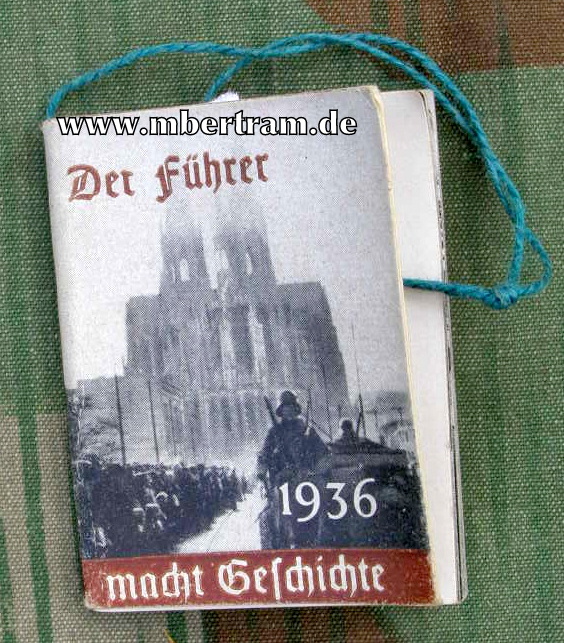 www.mbertram.de
Der Führer
1936
macht Geschichte